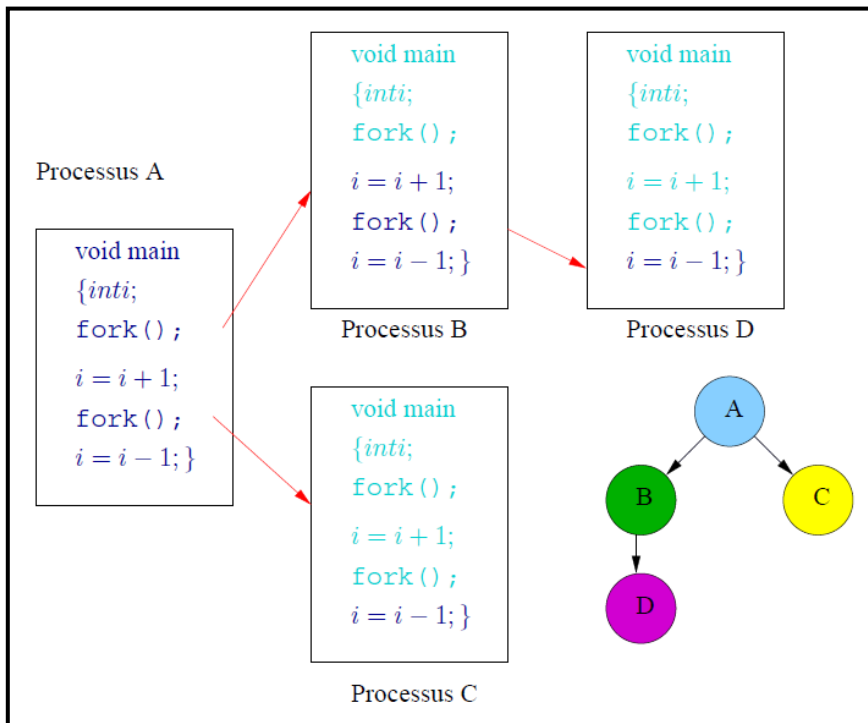 Processus A
void main
{inti;
fork();
i = i + 1;
fork();
i = i − 1; }
void main
{inti;
fork();
i = i + 1;
fork();
i = i − 1; }
Processus B
void main
{inti;
fork();
i = i + 1;
fork();
i = i − 1; }
Processus D
void main
{inti;
fork();
i = i + 1;
fork();
i = i − 1; }
Processus C
A
B
C
D